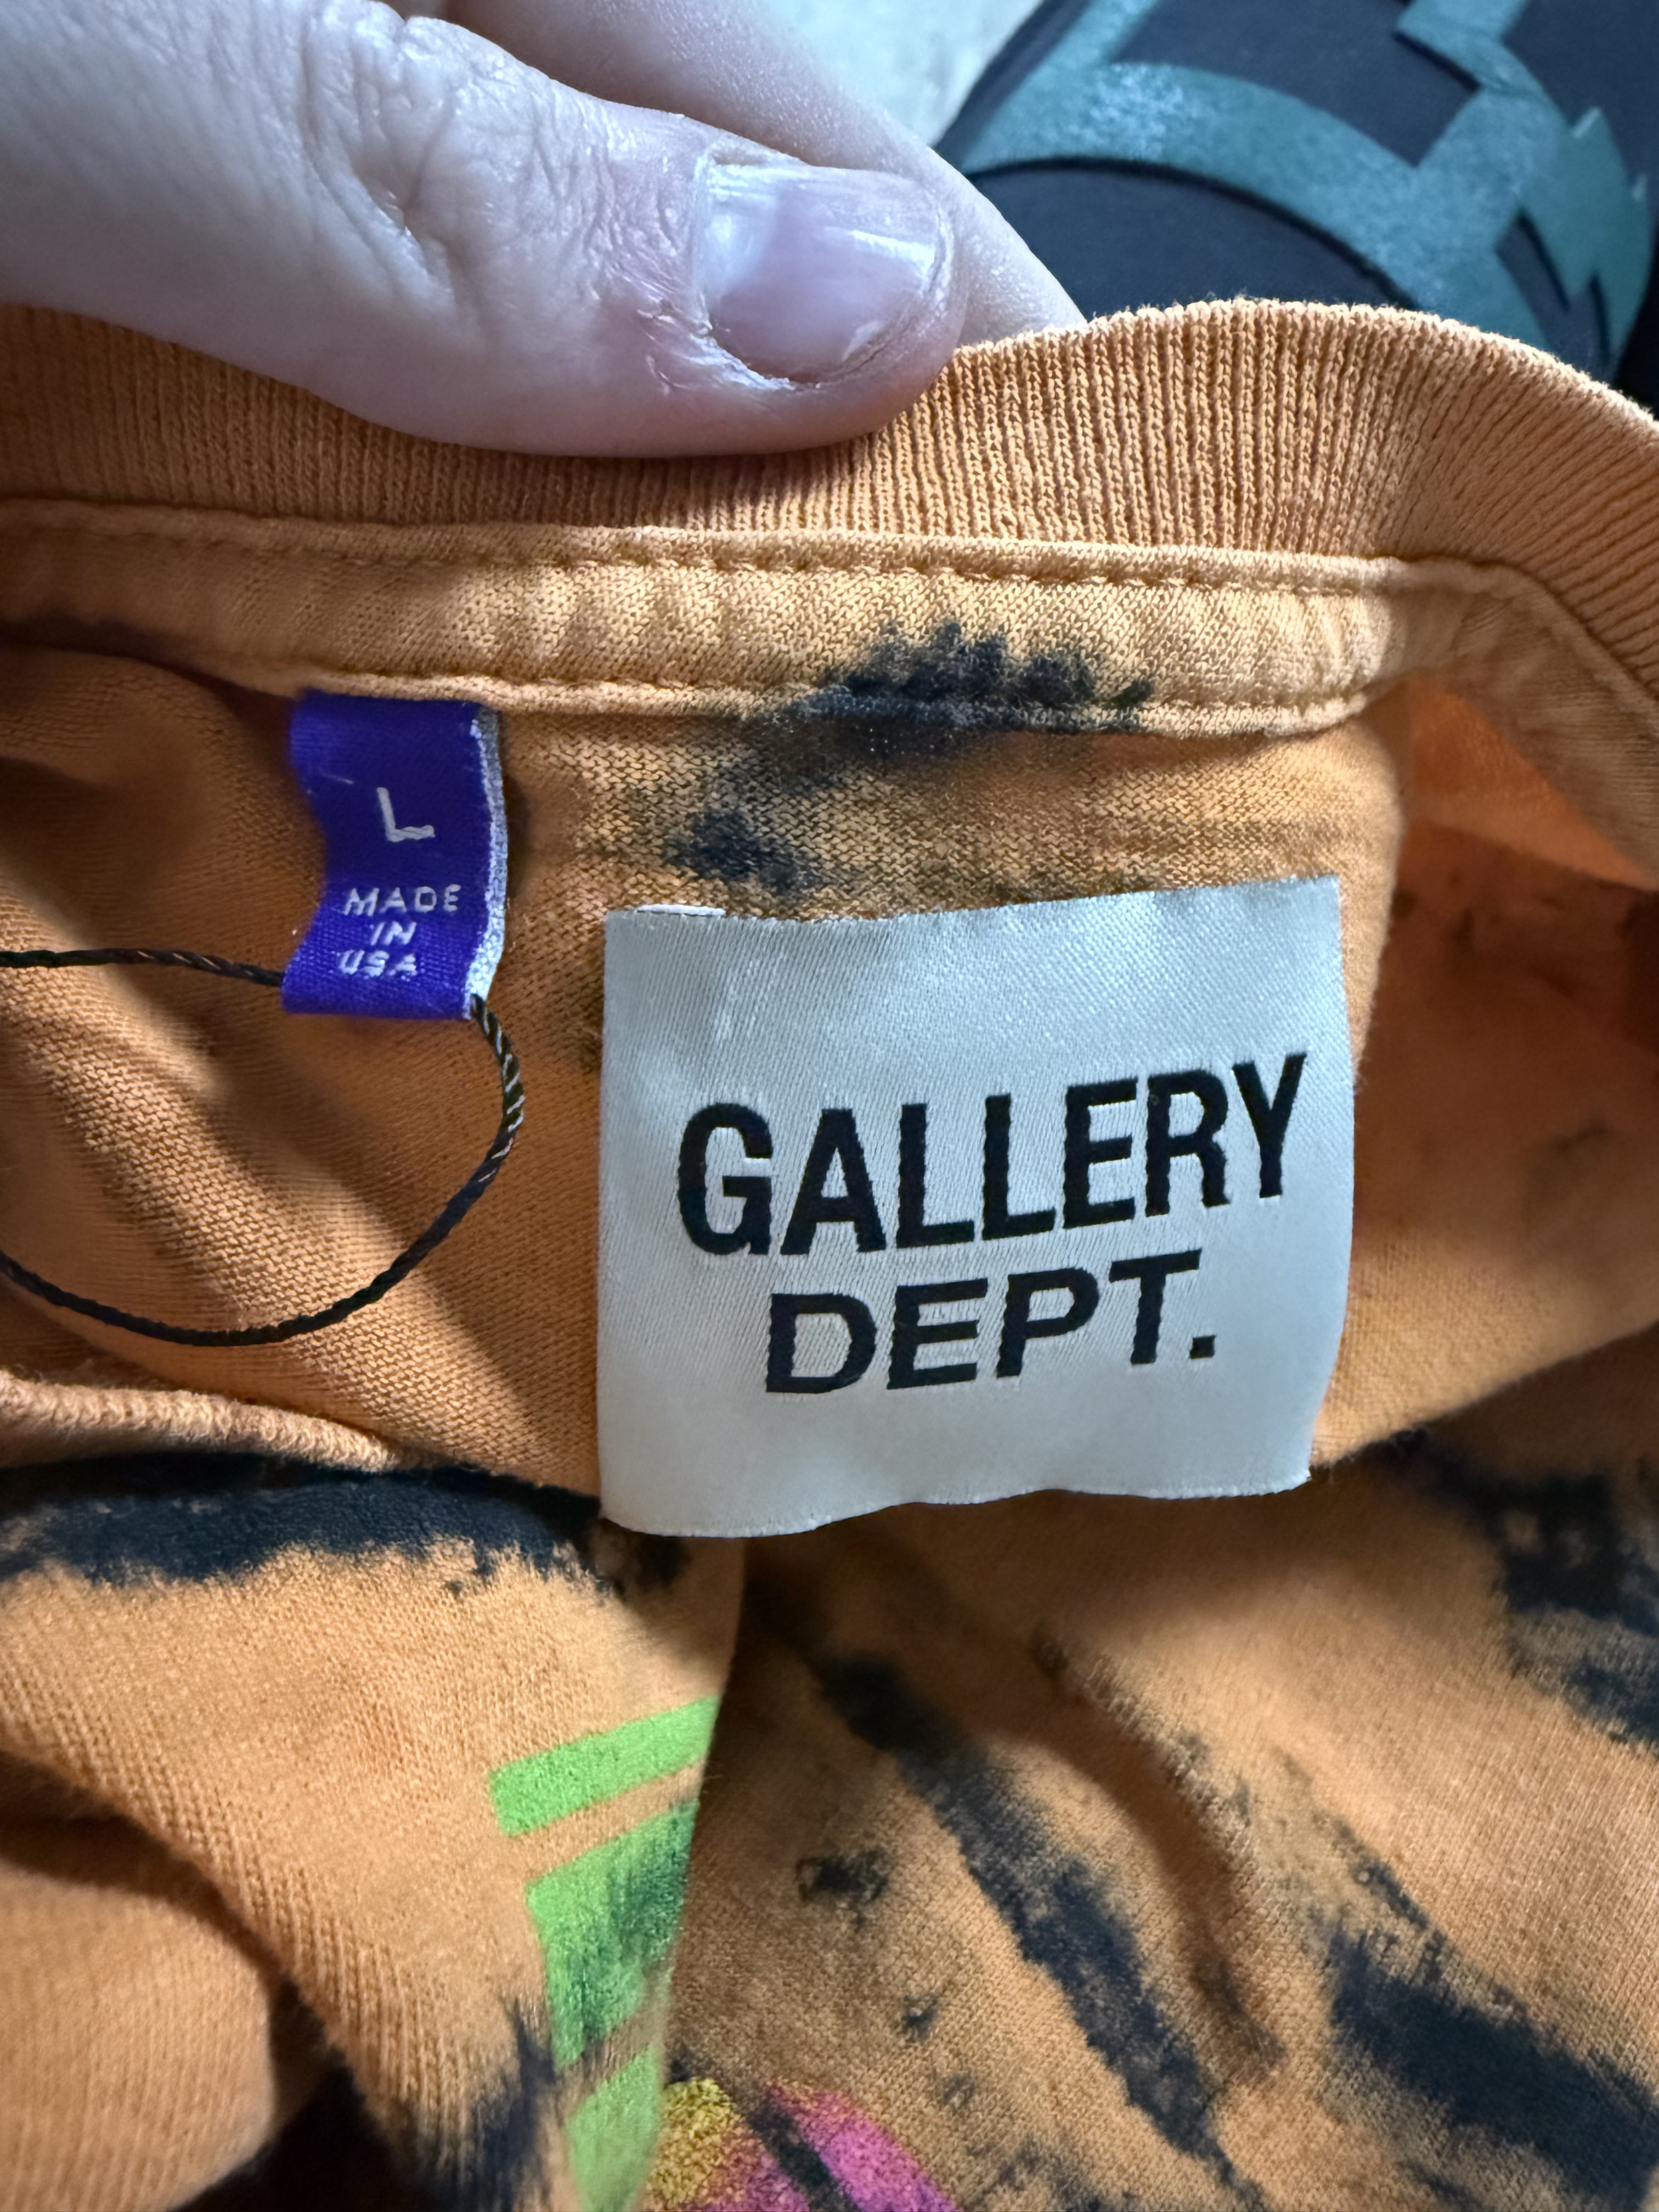 L
MADE
IN
USA
GALLERY
DEPT.